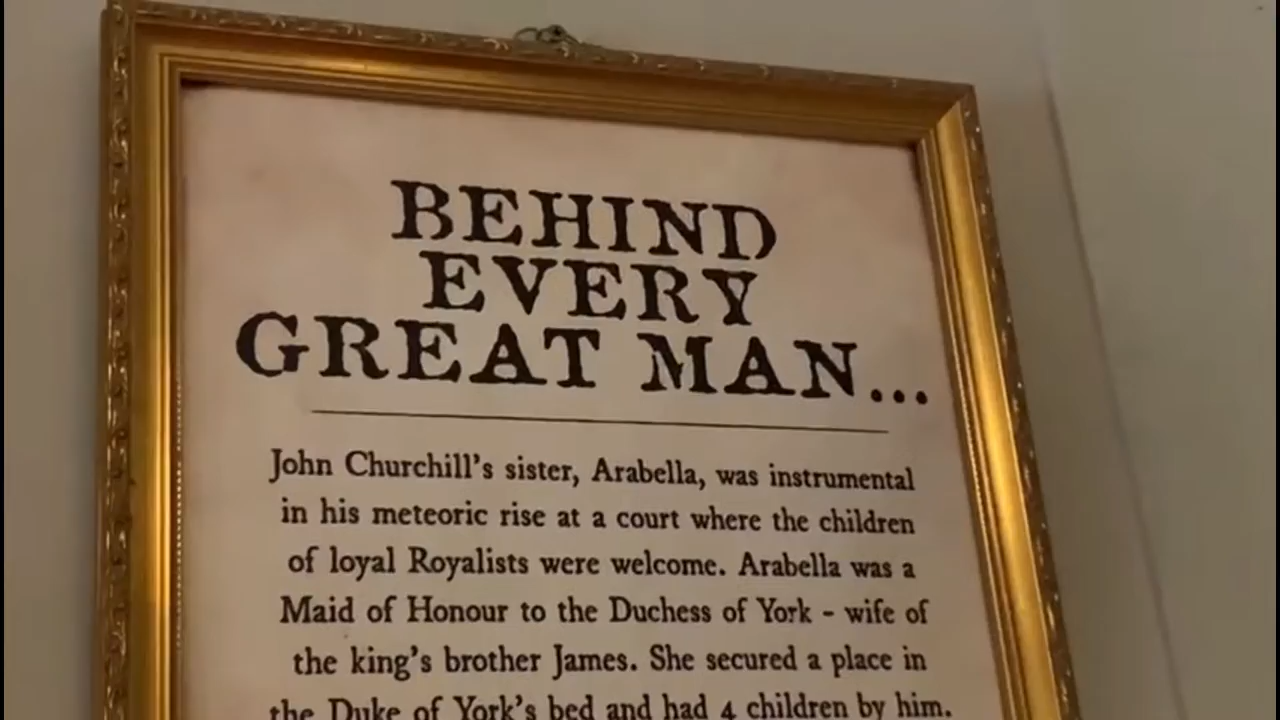 BEHIND
EVERY
GREAT MAN...
John Churchill's sister, Arabella, was instrumental
in his meteoric rise at a court where the children
of loyal Royalists were welcome. Arabella was a
Maid of Honour to the Duchess of York - wife of
the king's brother James. She secured a place in
the Duke of York's bed and had 4 children by him.